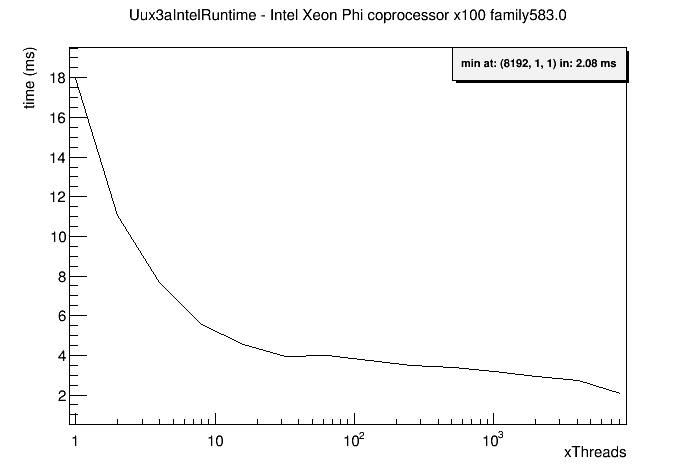 Uux3aIntelRuntime - Intel Xeon Phi coprocessor x100 family583.0
time (ms)
min at: (8192, 1, 1) in: 2.08 ms
18
16
14
12
10
8
6
4
2
1 10 10² 10³
xThreads